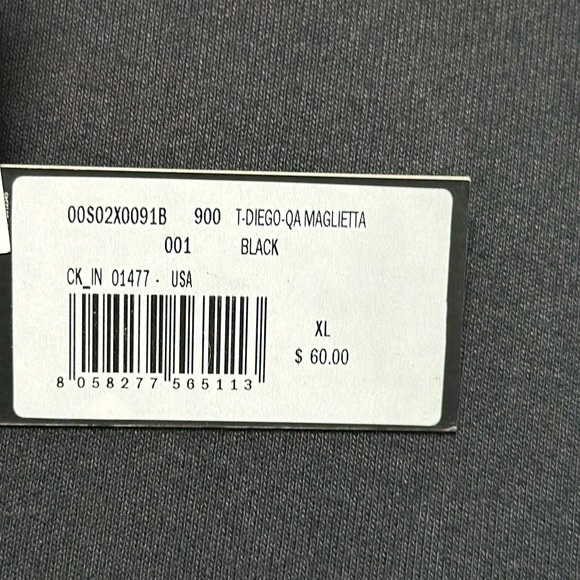 00S02X0091B 900 T-DIEGO-QA MAGLIETTA
001 BLACK
CK_IN 01477 - USA
XL
$ 60.00
8 058277 565113